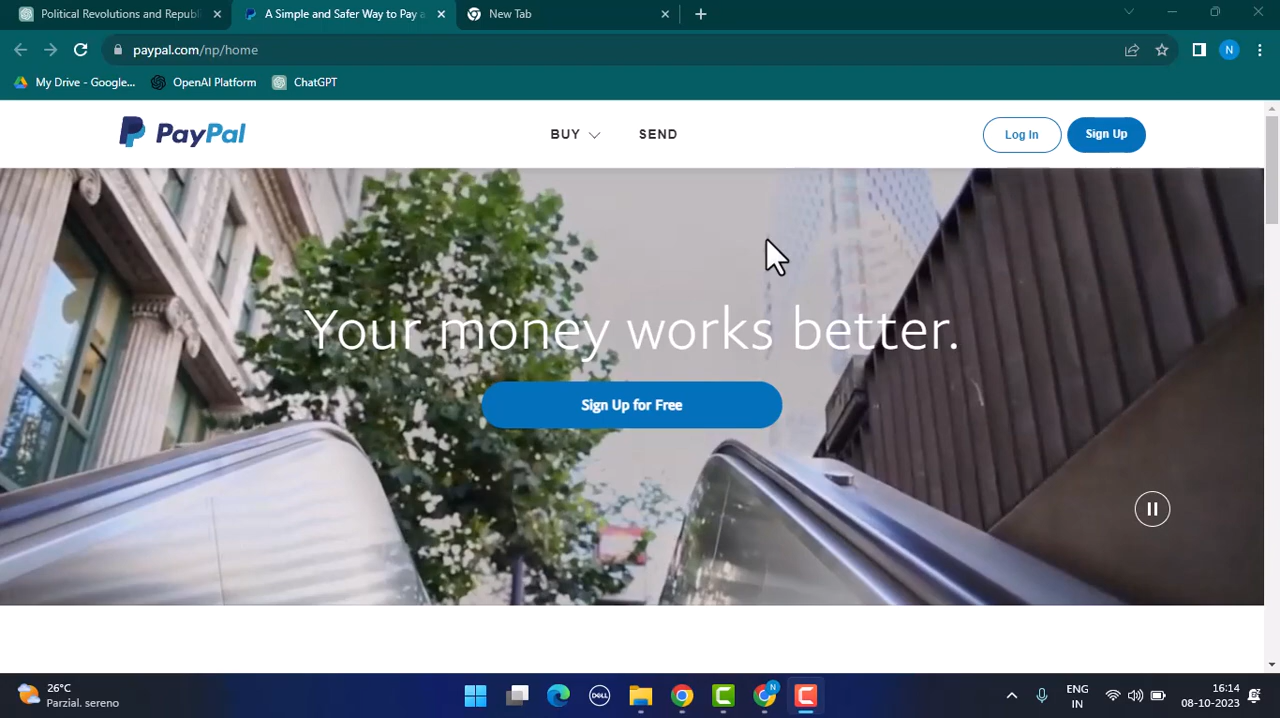 Political Revolutions and Republ
A Simple and Safer Way to Pay a
New Tab
paypal.com/np/home
N
My Drive - Google...
OpenAI Platform
ChatGPT
PayPal
BUY
SEND
Log In
Sign Up
Your money works better.
Sign Up for Free
26°C
Parzial. sereno
DELL
N
ENG
IN
16:14
08-10-2023